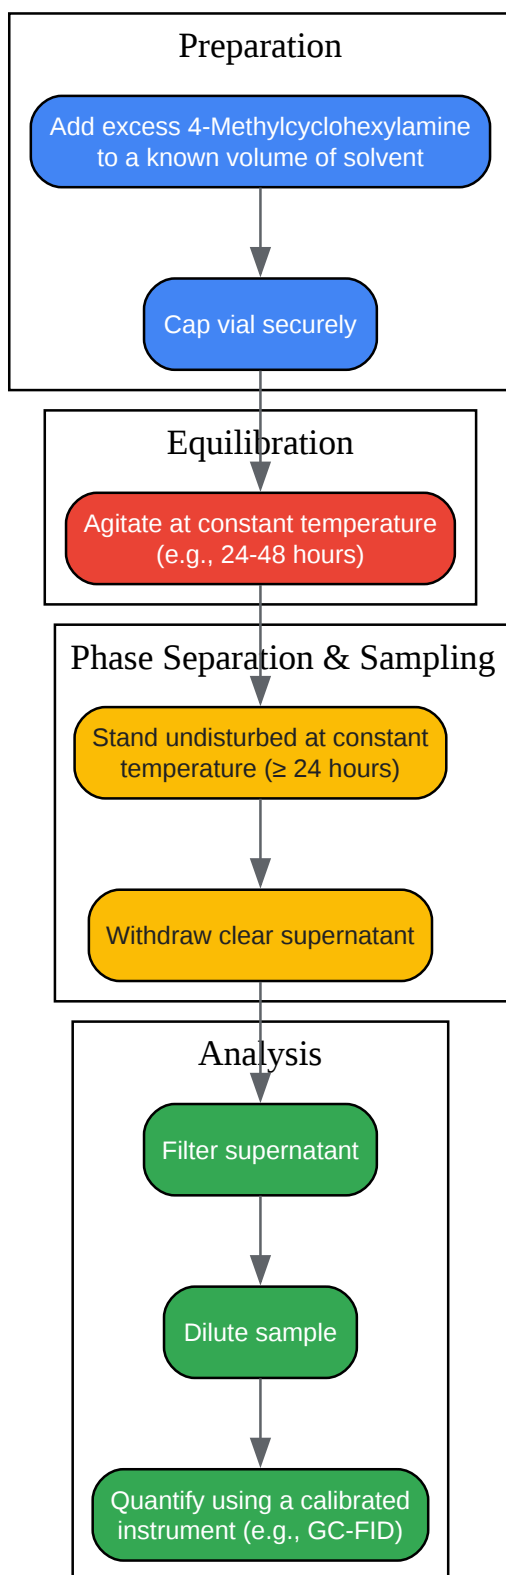 Preparation
Add excess 4-Methylcyclohexylamine
to a known volume of solvent
Cap vial securely
Equilibration
Agitate at constant temperature
(e.g., 24-48 hours)
Phase Separation & Sampling
Stand undisturbed at constant
temperature (≥ 24 hours)
Withdraw clear supernatant
Analysis
Filter supernatant
Dilute sample
Quantify using a calibrated
instrument (e.g., GC-FID)